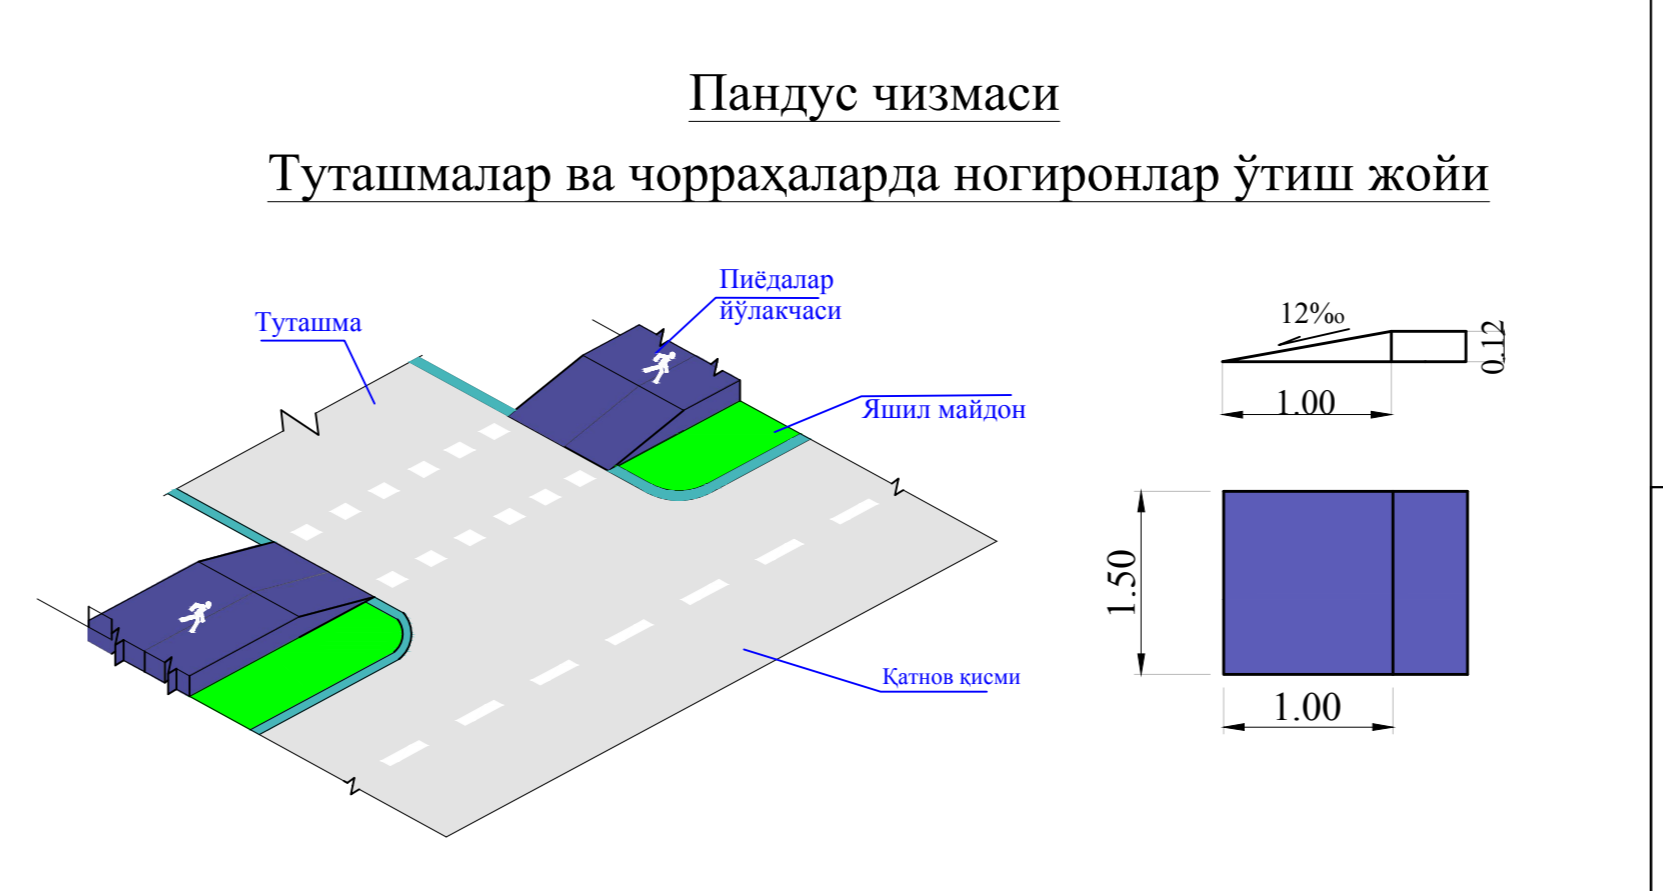 Пандус чизмаси
Туташмалар ва чорраҳаларда ногиронлар ўтиш жойи
Пиёдалар
йўлакчаси
Туташма
12‰
0.12
1.00
Яшил майдон
1.50
Қатнов қисми
1.00